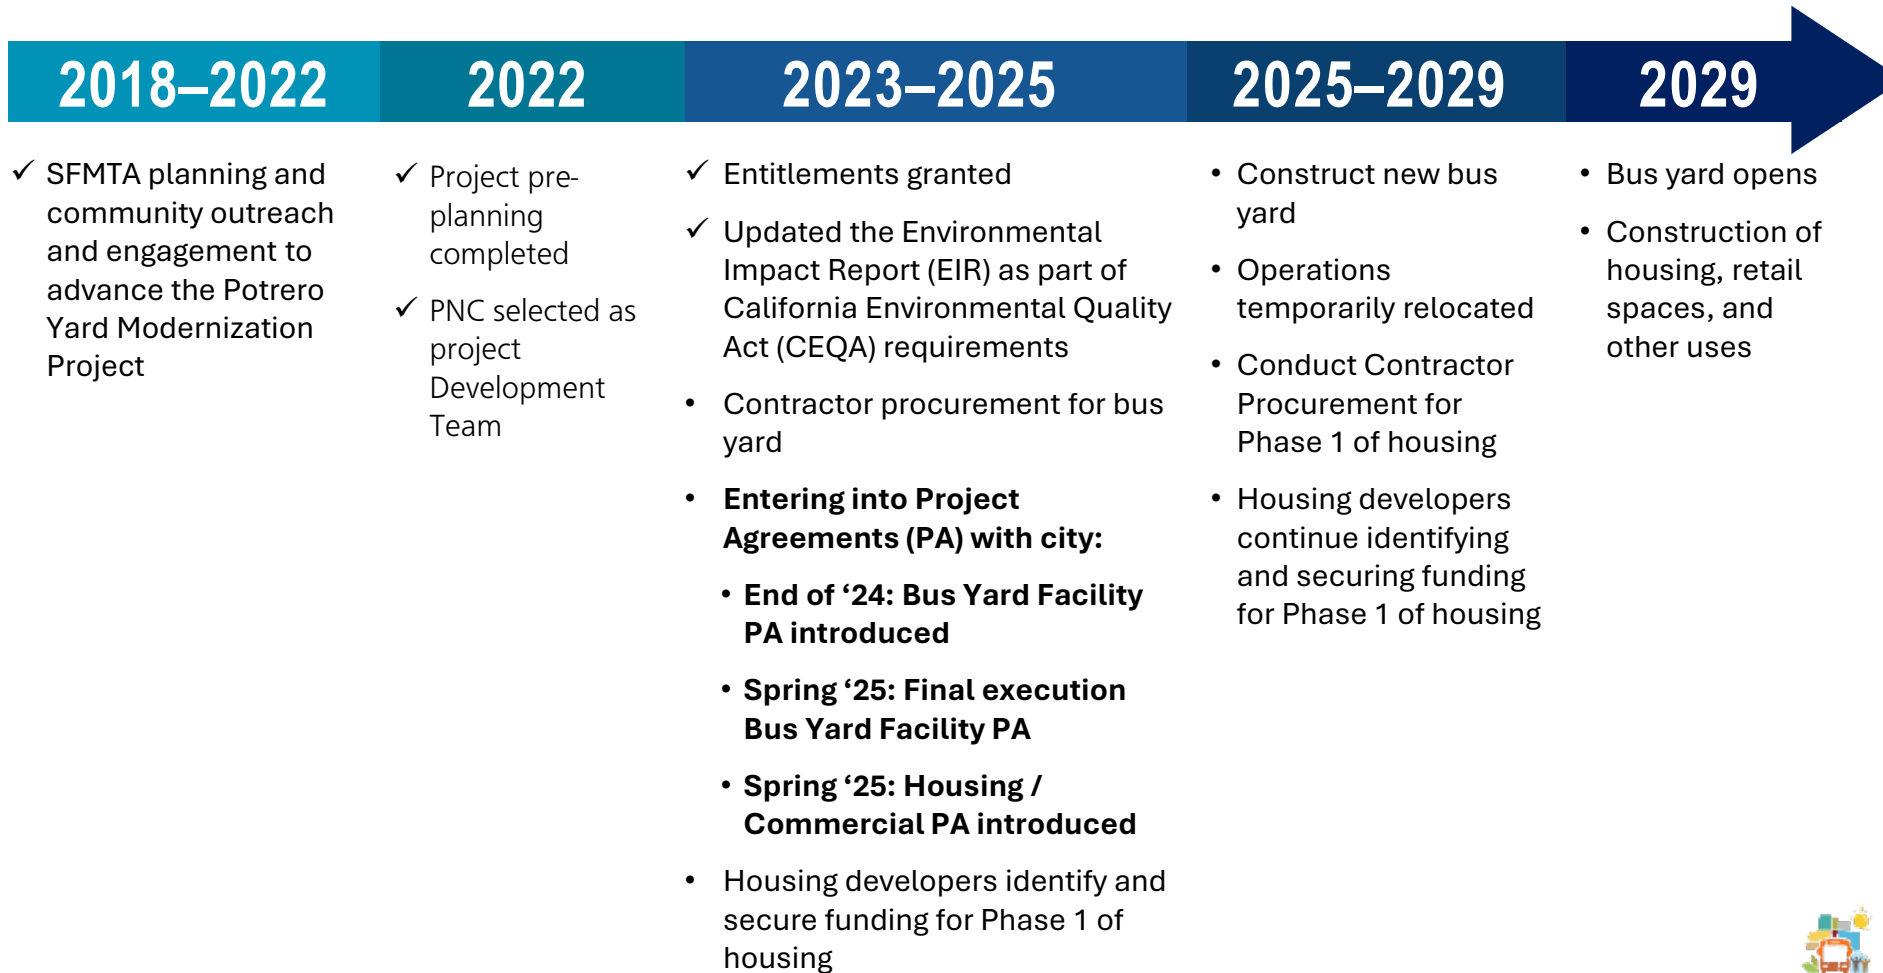 2018–2022
2022
2023–2025
2025–2029
2029
✓ SFMTA planning and
community outreach
and engagement to
advance the Potrero
Yard Modernization
Project
✓ Project pre-
planning
completed
✓ PNC selected as
project
Development
Team
✓ Entitlements granted
✓ Updated the Environmental
Impact Report (EIR) as part of
California Environmental Quality
Act (CEQA) requirements
• Contractor procurement for bus
yard
• Entering into Project
Agreements (PA) with city:
• End of ‘24: Bus Yard Facility
PA introduced
• Spring ‘25: Final execution
Bus Yard Facility PA
• Spring ‘25: Housing /
Commercial PA introduced
• Housing developers identify and
secure funding for Phase 1 of
housing
• Construct new bus
yard
• Operations
temporarily relocated
• Conduct Contractor
Procurement for
Phase 1 of housing
• Housing developers
continue identifying
and securing funding
for Phase 1 of housing
• Bus yard opens
• Construction of
housing, retail
spaces, and
other uses